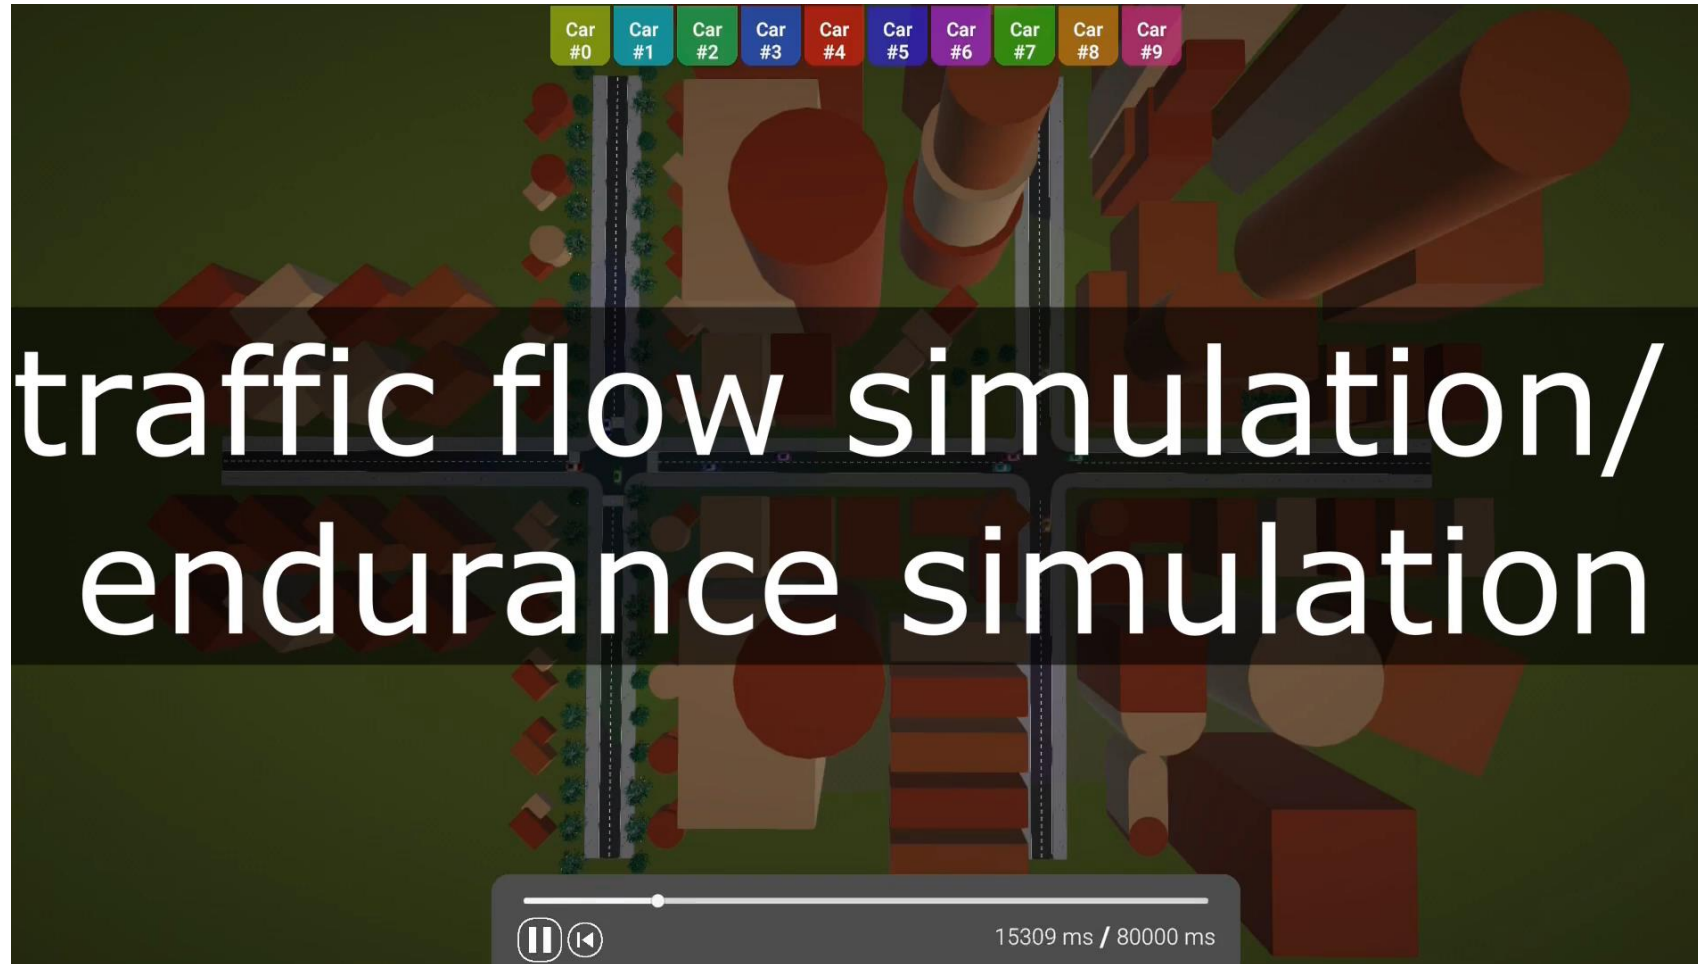 Car #0 Car #1 Car #2 Car #3 Car #4 Car #5 Car #6 Car #7 Car #8 Car #9
traffic flow simulation/
endurance simulation
15309 ms / 80000 ms